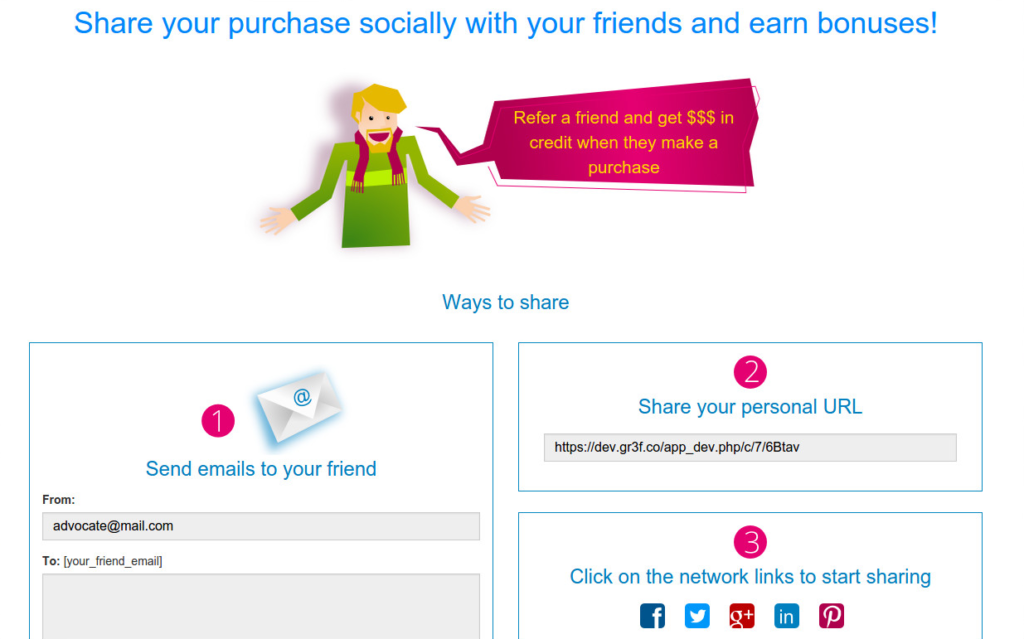 Share your purchase socially with your friends and earn bonuses!
Refer a friend and get $$$ in
credit when they make a
purchase
Ways to share
@
1
Send emails to your friend
From:
advocate@mail.com
To: [your_friend_email]
2
Share your personal URL
https://dev.gr3f.co/app_dev.php/c/7/6Btav
3
Click on the network links to start sharing
f g+ in